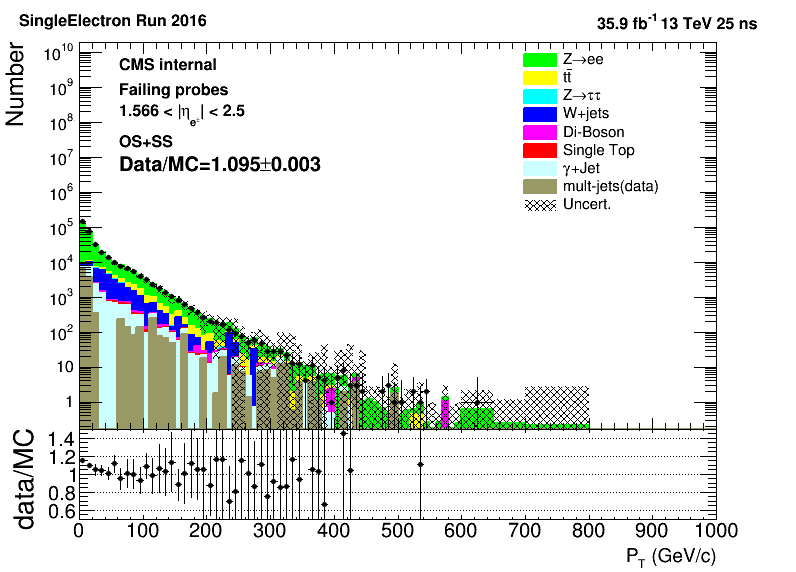 SingleElectron Run 2016
35.9 fb⁻¹ 13 TeV 25 ns
Number
CMS internal
Failing probes
1.566 < |η_e±| < 2.5
OS+SS
Data/MC=1.095±0.003
Z→ee
tt̄
Z→ττ
W+jets
Di-Boson
Single Top
γ+Jet
mult-jets(data)
Uncert.
10¹⁰
10⁹
10⁸
10⁷
10⁶
10⁵
10⁴
10³
10²
10
1
data/MC
1.4
1.2
1
0.8
0.6
0 100 200 300 400 500 600 700 800 900 1000
P_T (GeV/c)